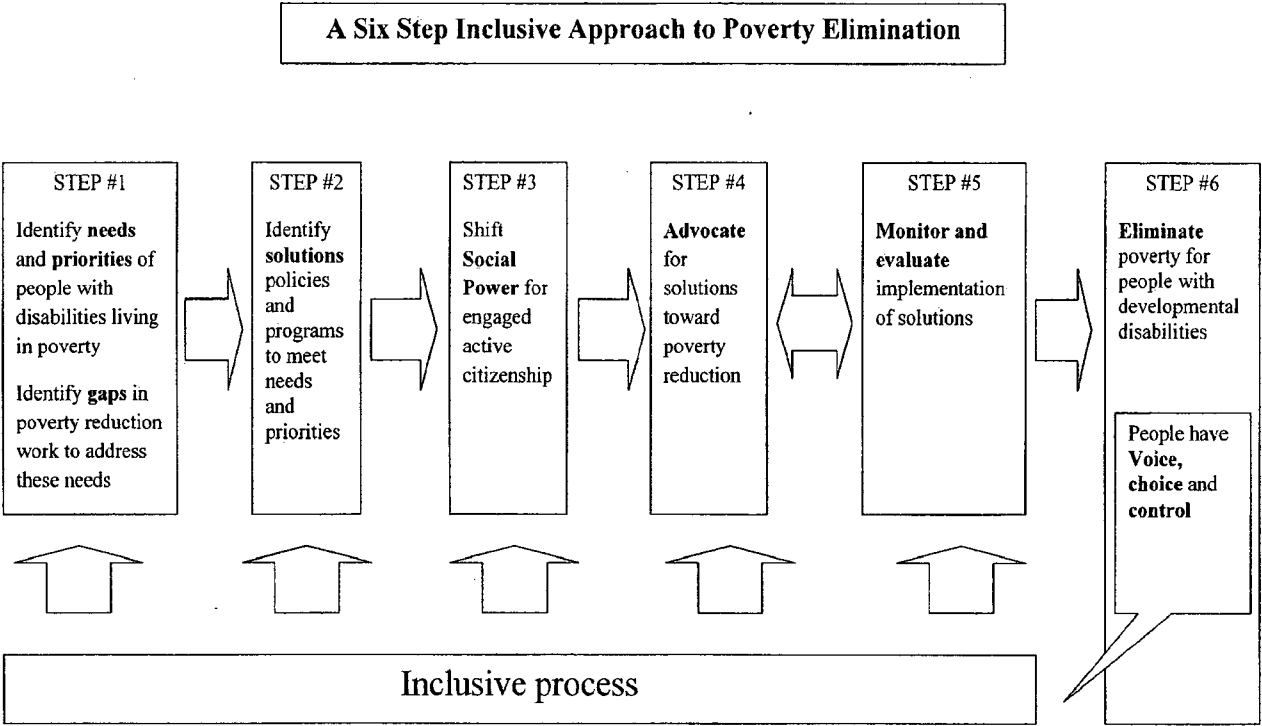 A Six Step Inclusive Approach to Poverty Elimination
STEP #1
Identify needs
and priorities of
people with
disabilities living
in poverty
Identify gaps in
poverty reduction
work to address
these needs
STEP #2
Identify
solutions
policies
and
programs
to meet
needs
and
priorities
STEP #3
Shift
Social
Power for
engaged
active
citizenship
STEP #4
Advocate
for
solutions
toward
poverty
reduction
STEP #5
Monitor and
evaluate
implementation
of solutions
STEP #6
Eliminate
poverty for
people with
developmental
disabilities
People have
Voice,
choice and
control
Inclusive process